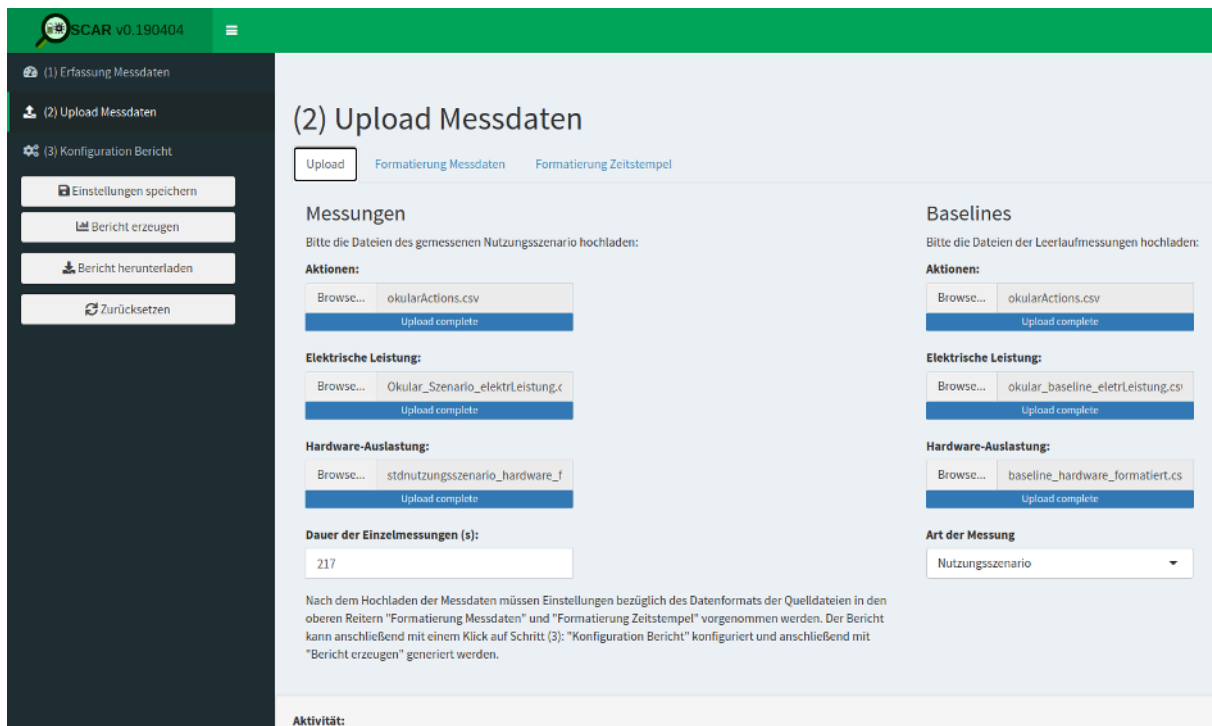 OSCAR v0.190404
(1) Erfassung Messdaten
(2) Upload Messdaten
(3) Konfiguration Bericht
Einstellungen speichern
Bericht erzeugen
Bericht herunterladen
Zurücksetzen
(2) Upload Messdaten
Upload Formatierung Messdaten Formatierung Zeitstempel
Messungen
Bitte die Dateien des gemessenen Nutzungsszenario hochladen:
Aktionen:
Browse... okularActions.csv
Upload complete
Elektrische Leistung:
Browse... Okular_Szenario_elektrLeistung.c
Upload complete
Hardware-Auslastung:
Browse... stdnutzungsszenario_hardware_f
Upload complete
Dauer der Einzelmessungen (s):
217
Nach dem Hochladen der Messdaten müssen Einstellungen bezüglich des Datenformats der Quelldateien in den
oberen Reitern "Formatierung Messdaten" und "Formatierung Zeitstempel" vorgenommen werden. Der Bericht
kann anschließend mit einem Klick auf Schritt (3): "Konfiguration Bericht" konfiguriert und anschließend mit
"Bericht erzeugen" generiert werden.
Baselines
Bitte die Dateien der Leerlaufmessungen hochladen:
Aktionen:
Browse... okularActions.csv
Upload complete
Elektrische Leistung:
Browse... okular_baseline_eletrLeistung.csv
Upload complete
Hardware-Auslastung:
Browse... baseline_hardware_formatiert.cs
Upload complete
Art der Messung
Nutzungsszenario
Aktivität: